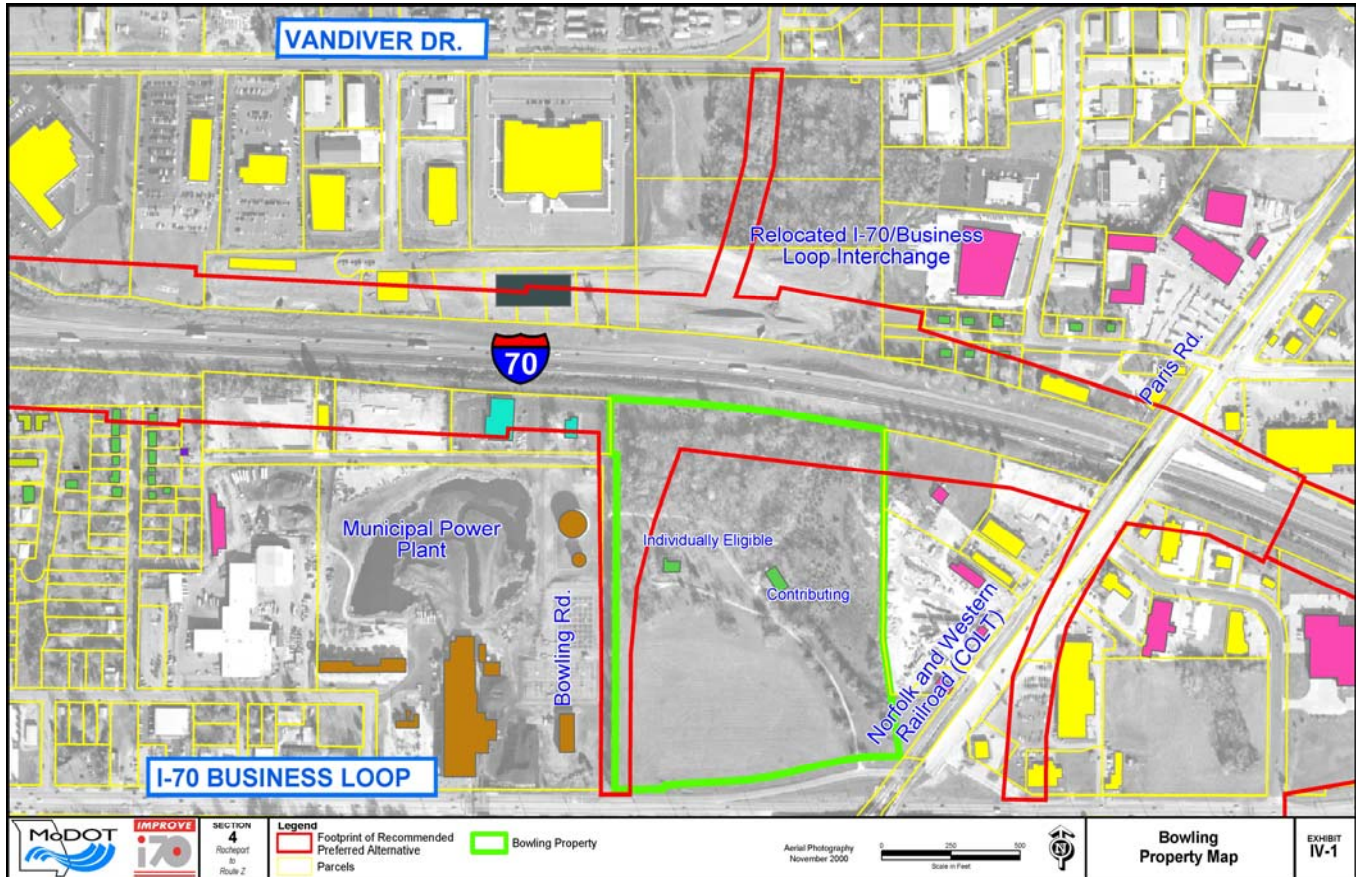 VANDIVER DR.
Relocated I-70/Business
Loop Interchange
70
Paris Rd.
Municipal Power
Plant
Individually Eligible
Contributing
Bowling Rd.
Norfolk and Western
Railroad (COLT)
I-70 BUSINESS LOOP
MoDOT
IMPROVE
i70
SECTION
4
Rocheport
to
Route Z
Legend
Footprint of Recommended
Preferred Alternative
Parcels
Bowling Property
Aerial Photography
November 2000
0 250 500
Scale in Feet
N
Bowling
Property Map
EXHIBIT
IV-1